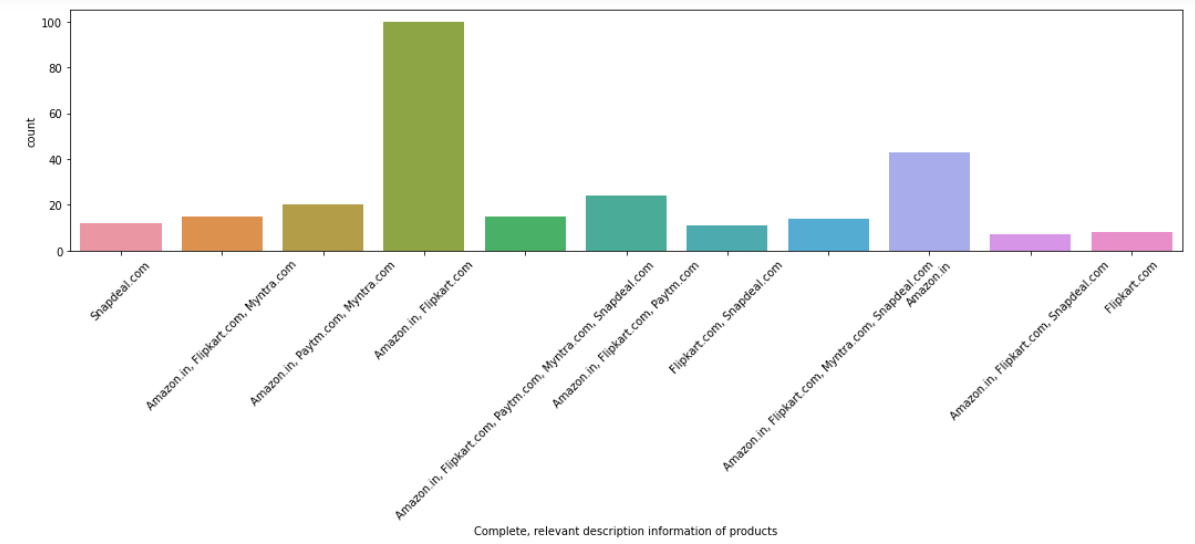 100
80
60
40
20
0
count
Snapdeal.com
Amazon.in, Flipkart.com, Myntra.com
Amazon.in, Paytm.com, Myntra.com
Amazon.in, Flipkart.com
Amazon.in, Flipkart.com, Paytm.com, Myntra.com, Snapdeal.com
Amazon.in, Flipkart.com, Paytm.com
Flipkart.com, Snapdeal.com
Amazon.in, Flipkart.com, Myntra.com, Snapdeal.com
Amazon.in
Amazon.in, Flipkart.com, Snapdeal.com
Flipkart.com
Complete, relevant description information of products